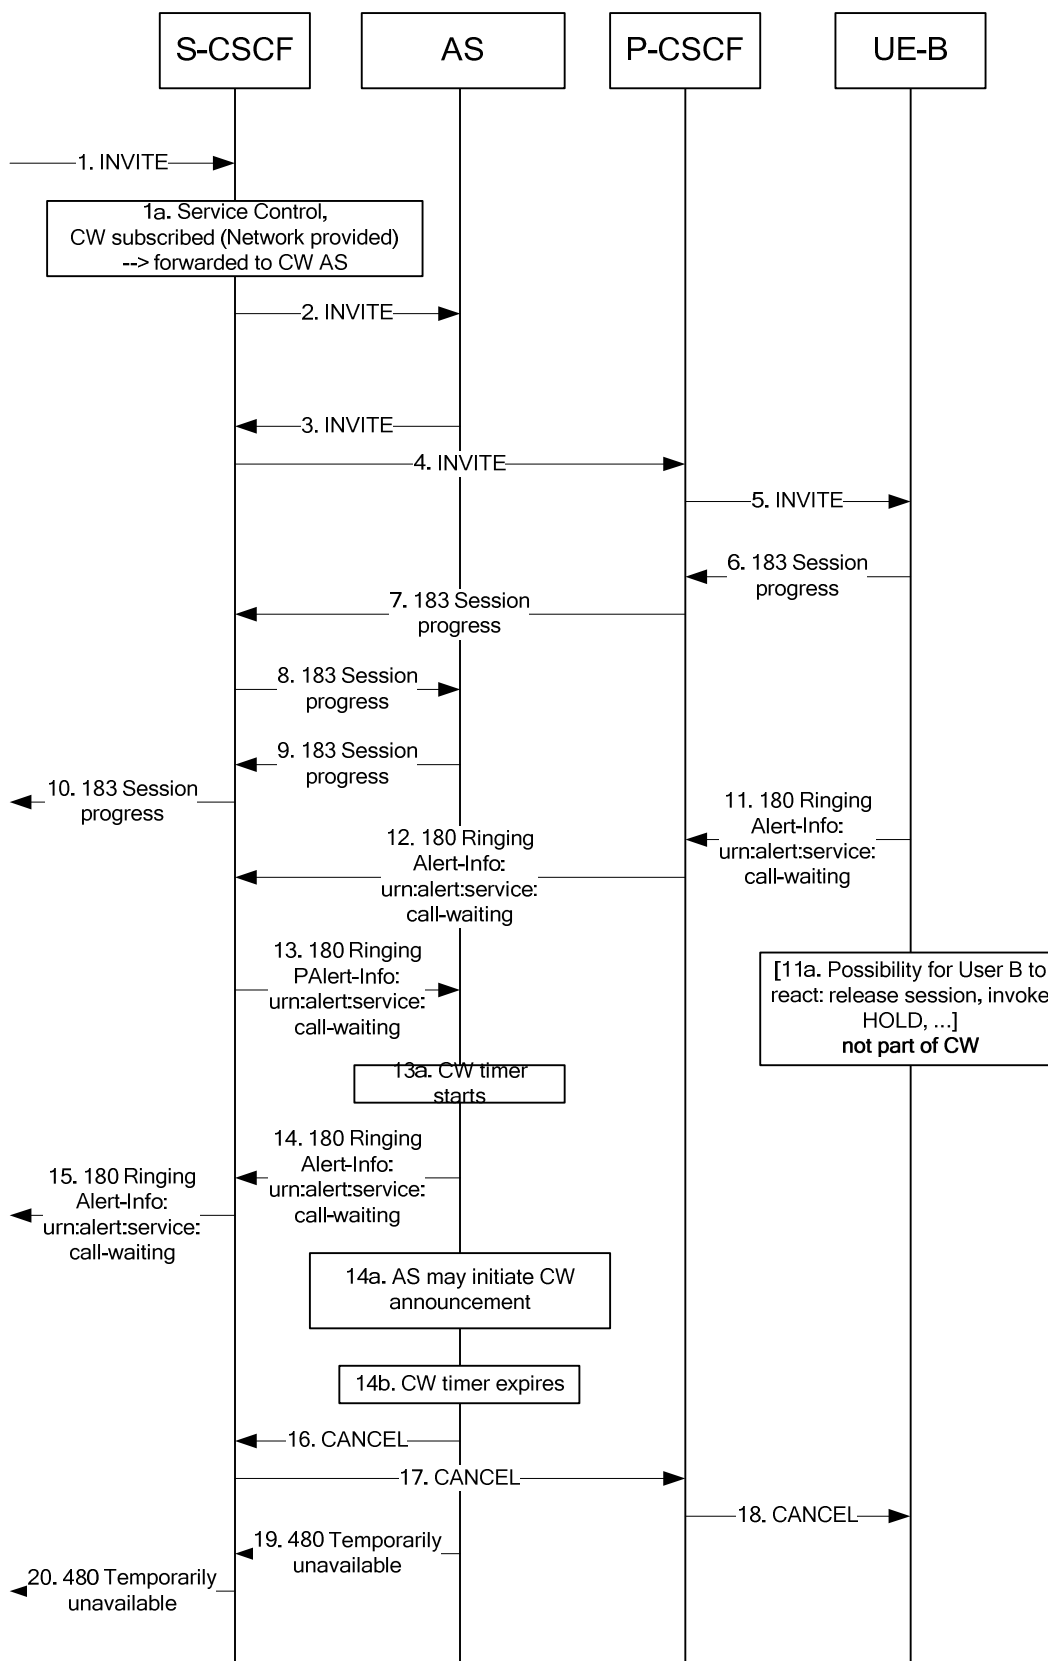 S-CSCF
AS
P-CSCF
UE-B
1. INVITE
1a. Service Control,
CW subscribed (Network provided)
--> forwarded to CW AS
2. INVITE
3. INVITE
4. INVITE
5. INVITE
6. 183 Session
progress
7. 183 Session
progress
8. 183 Session
progress
9. 183 Session
progress
10. 183 Session
progress
11. 180 Ringing
Alert-Info:
urn:alert:service:
call-waiting
12. 180 Ringing
Alert-Info:
urn:alert:service:
call-waiting
13. 180 Ringing
PAlert-Info:
urn:alert:service:
call-waiting
[11a. Possibility for User B to
react: release session, invoke
HOLD, ...]
not part of CW
13a. CW timer
starts
14. 180 Ringing
Alert-Info:
urn:alert:service:
call-waiting
15. 180 Ringing
Alert-Info:
urn:alert:service:
call-waiting
14a. AS may initiate CW
announcement
14b. CW timer expires
16. CANCEL
17. CANCEL
18. CANCEL
19. 480 Temporarily
unavailable
20. 480 Temporarily
unavailable